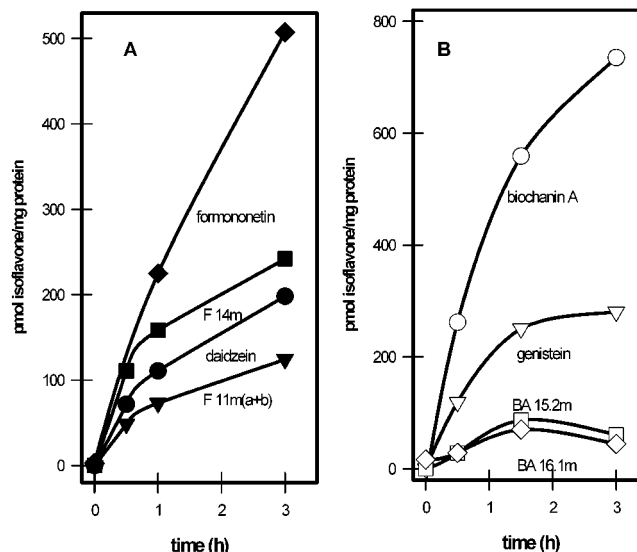 A
pmol isoflavone/mg protein
500
400
300
200
100
0
formononetin
F 14m
daidzein
F 11m(a+b)
0
1
2
3
time (h)
B
pmol isoflavone/mg protein
800
600
400
200
0
biochanin A
genistein
BA 15.2m
BA 16.1m
0
1
2
3
time (h)